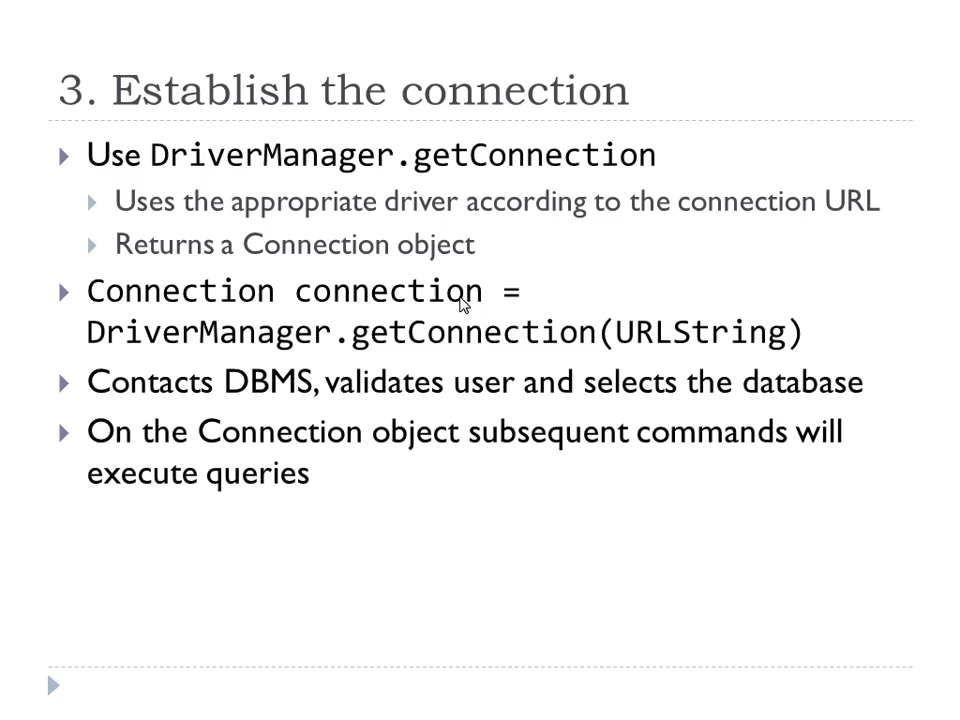 3. Establish the connection
Use DriverManager.getConnection
Uses the appropriate driver according to the connection URL
Returns a Connection object
Connection connection =
DriverManager.getConnection(URLString)
Contacts DBMS, validates user and selects the database
On the Connection object subsequent commands will
execute queries